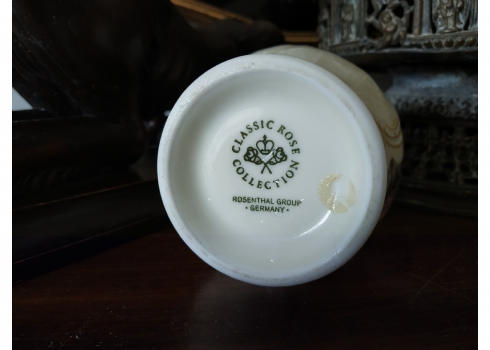 CLASSIC ROSE
COLLECTION
ROSENTHAL GROUP
• GERMANY •